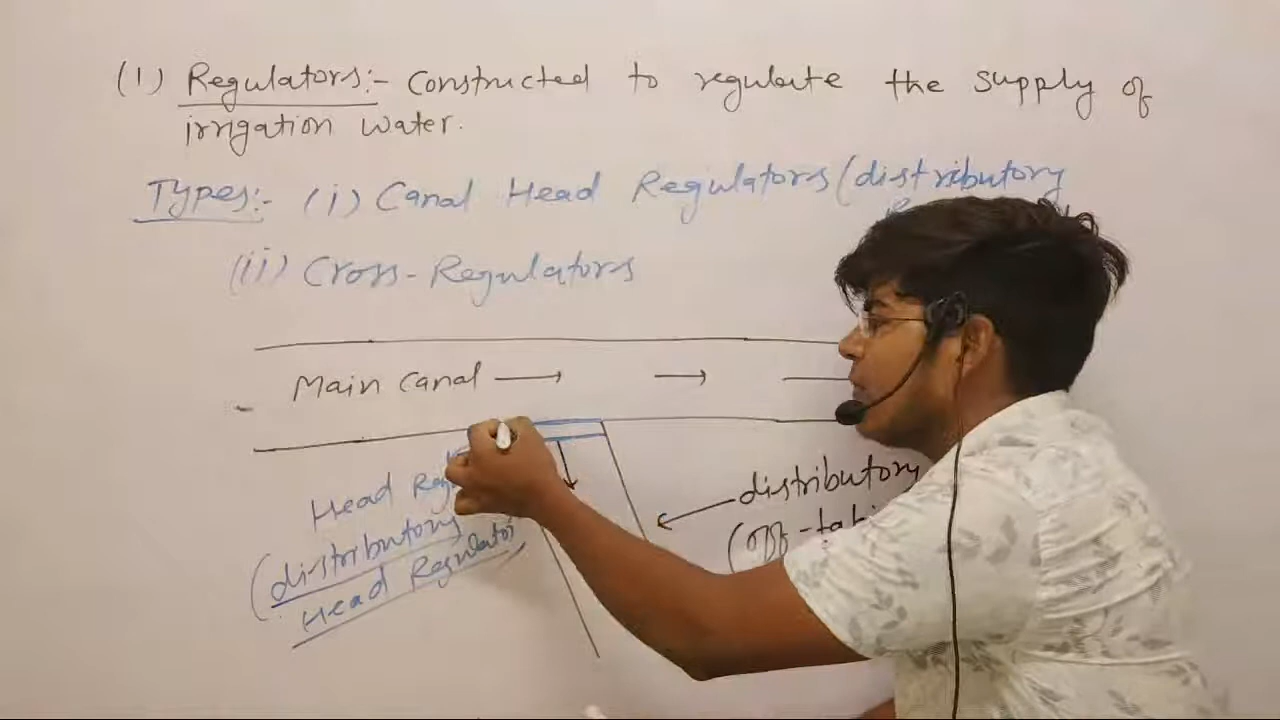 (1) Regulators:- Constructed to regulate the supply of
irrigation water.
Types:- (i) Canal Head Regulators (distributory
(ii) Cross-Regulators
Main Canal
Head
(distributory
Head Regulator)
distributory
(off-